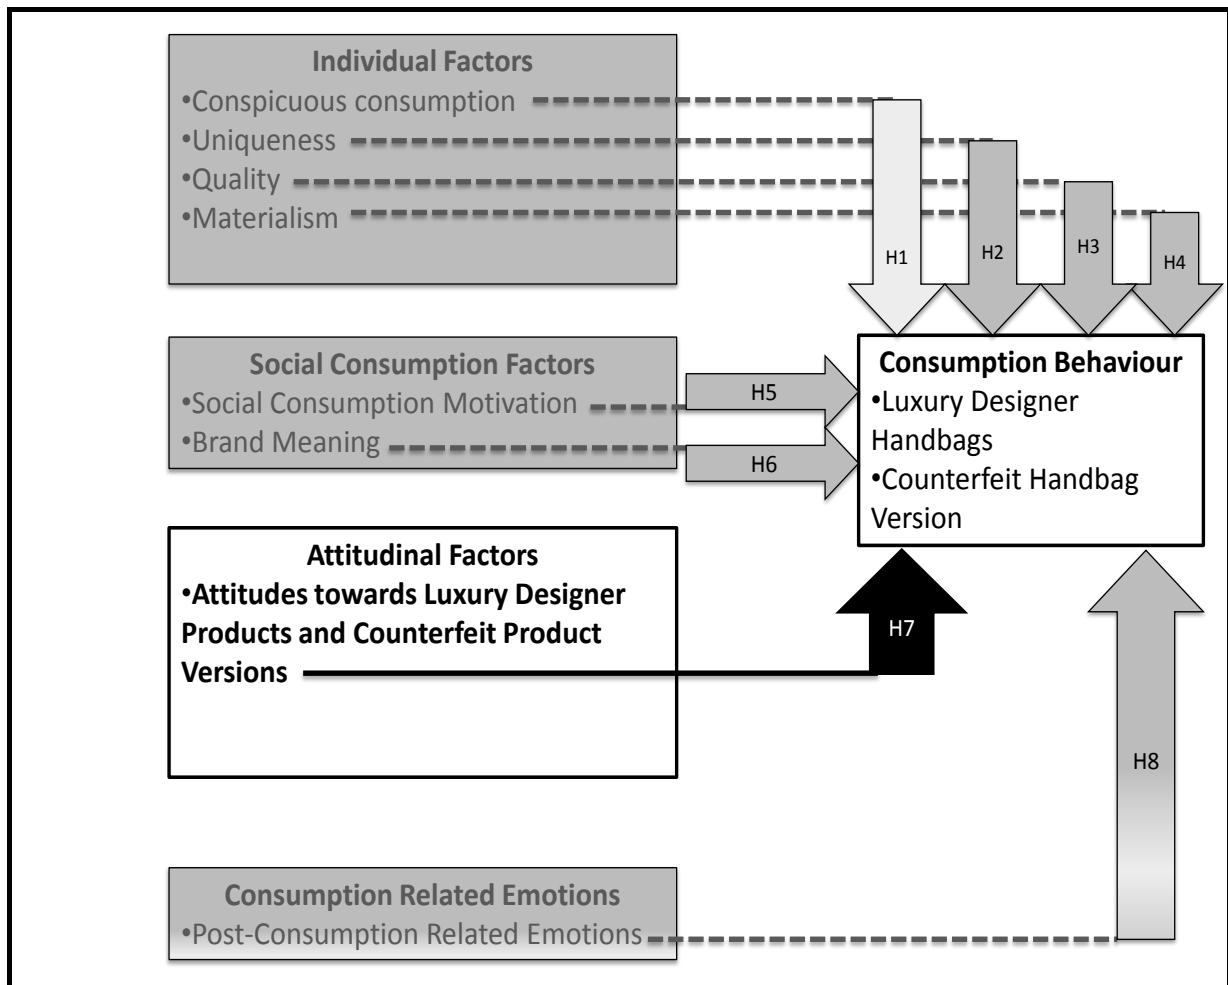 Individual Factors
•Conspicuous consumption
•Uniqueness
•Quality
•Materialism
H1
H2
H3
H4
Social Consumption Factors
•Social Consumption Motivation
•Brand Meaning
H5
H6
Consumption Behaviour
•Luxury Designer
Handbags
•Counterfeit Handbag
Version
Attitudinal Factors
•Attitudes towards Luxury Designer
Products and Counterfeit Product
Versions
H7
H8
Consumption Related Emotions
•Post-Consumption Related Emotions